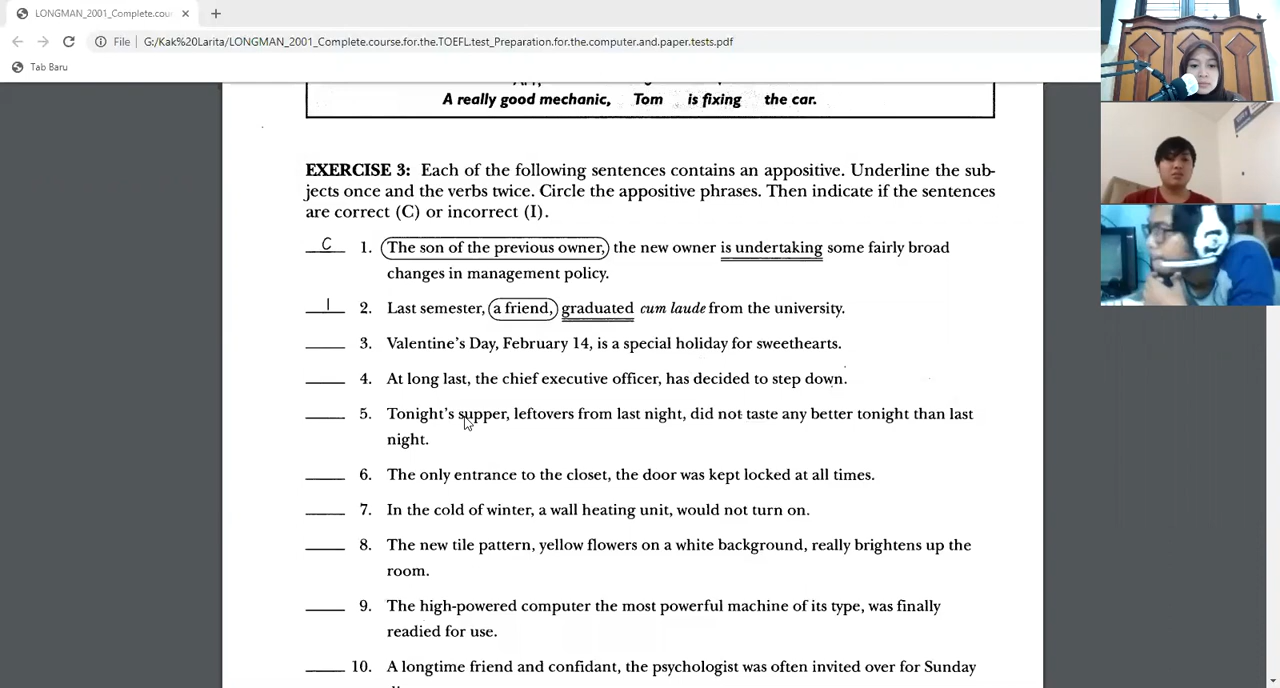 LONGMAN_2001_Complete.cou
File G:/Kak%20Larita/LONGMAN_2001_Complete.course.for.the.TOEFL.test_Preparation.for.the.computer.and.paper.tests.pdf
Tab Baru
A really good mechanic, Tom is fixing the car.
EXERCISE 3: Each of the following sentences contains an appositive. Underline the sub-
jects once and the verbs twice. Circle the appositive phrases. Then indicate if the sentences
are correct (C) or incorrect (I).
C 1. The son of the previous owner, the new owner is undertaking some fairly broad
changes in management policy.
I 2. Last semester, a friend, graduated cum laude from the university.
3. Valentine's Day, February 14, is a special holiday for sweethearts.
4. At long last, the chief executive officer, has decided to step down.
5. Tonight's supper, leftovers from last night, did not taste any better tonight than last
night.
6. The only entrance to the closet, the door was kept locked at all times.
7. In the cold of winter, a wall heating unit, would not turn on.
8. The new tile pattern, yellow flowers on a white background, really brightens up the
room.
9. The high-powered computer the most powerful machine of its type, was finally
readied for use.
10. A longtime friend and confidant, the psychologist was often invited over for Sunday